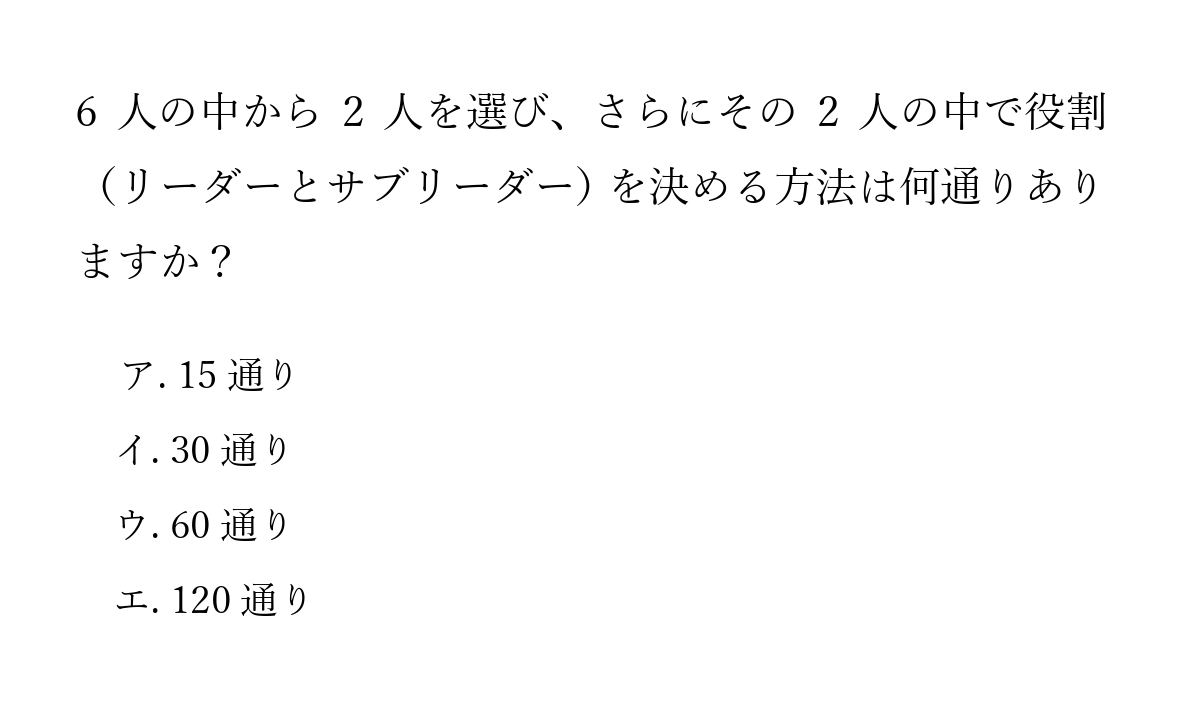 6 人の中から 2 人を選び、さらにその 2 人の中で役割
（リーダーとサブリーダー）を決める方法は何通りあり
ますか？
ア. 15 通り
イ. 30 通り
ウ. 60 通り
エ. 120 通り